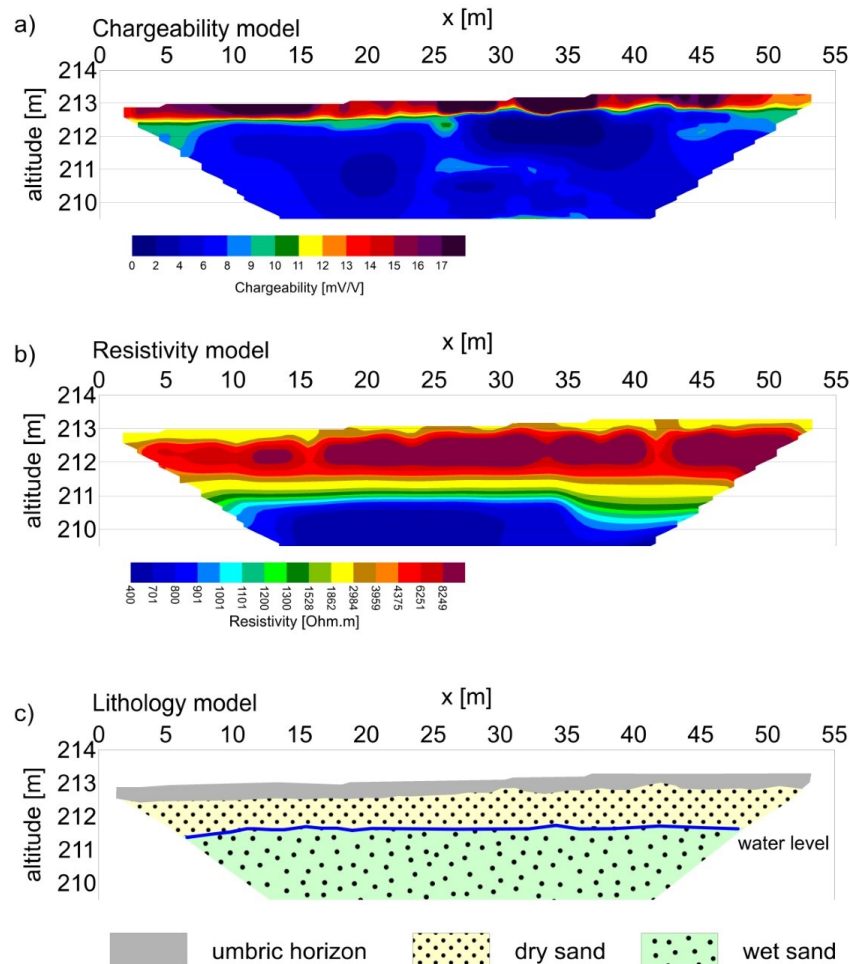 a) Chargeability model
x [m]
0 5 10 15 20 25 30 35 40 45 50 55
214
213
212
211
210
altitude [m]
0 2 4 6 8 9 10 11 12 13 14 15 16 17
Chargeability [mV/V]
b) Resistivity model
x [m]
0 5 10 15 20 25 30 35 40 45 50 55
214
213
212
211
210
altitude [m]
400 701 800 901 1001 1101 1200 1300 1528 1862 2984 3959 4375 6251 8249
Resistivity [Ohm.m]
c) Lithology model
x [m]
0 5 10 15 20 25 30 34 40 45 50 55
214
213
212
211
210
altitude [m]
water level
umbric horizon dry sand wet sand